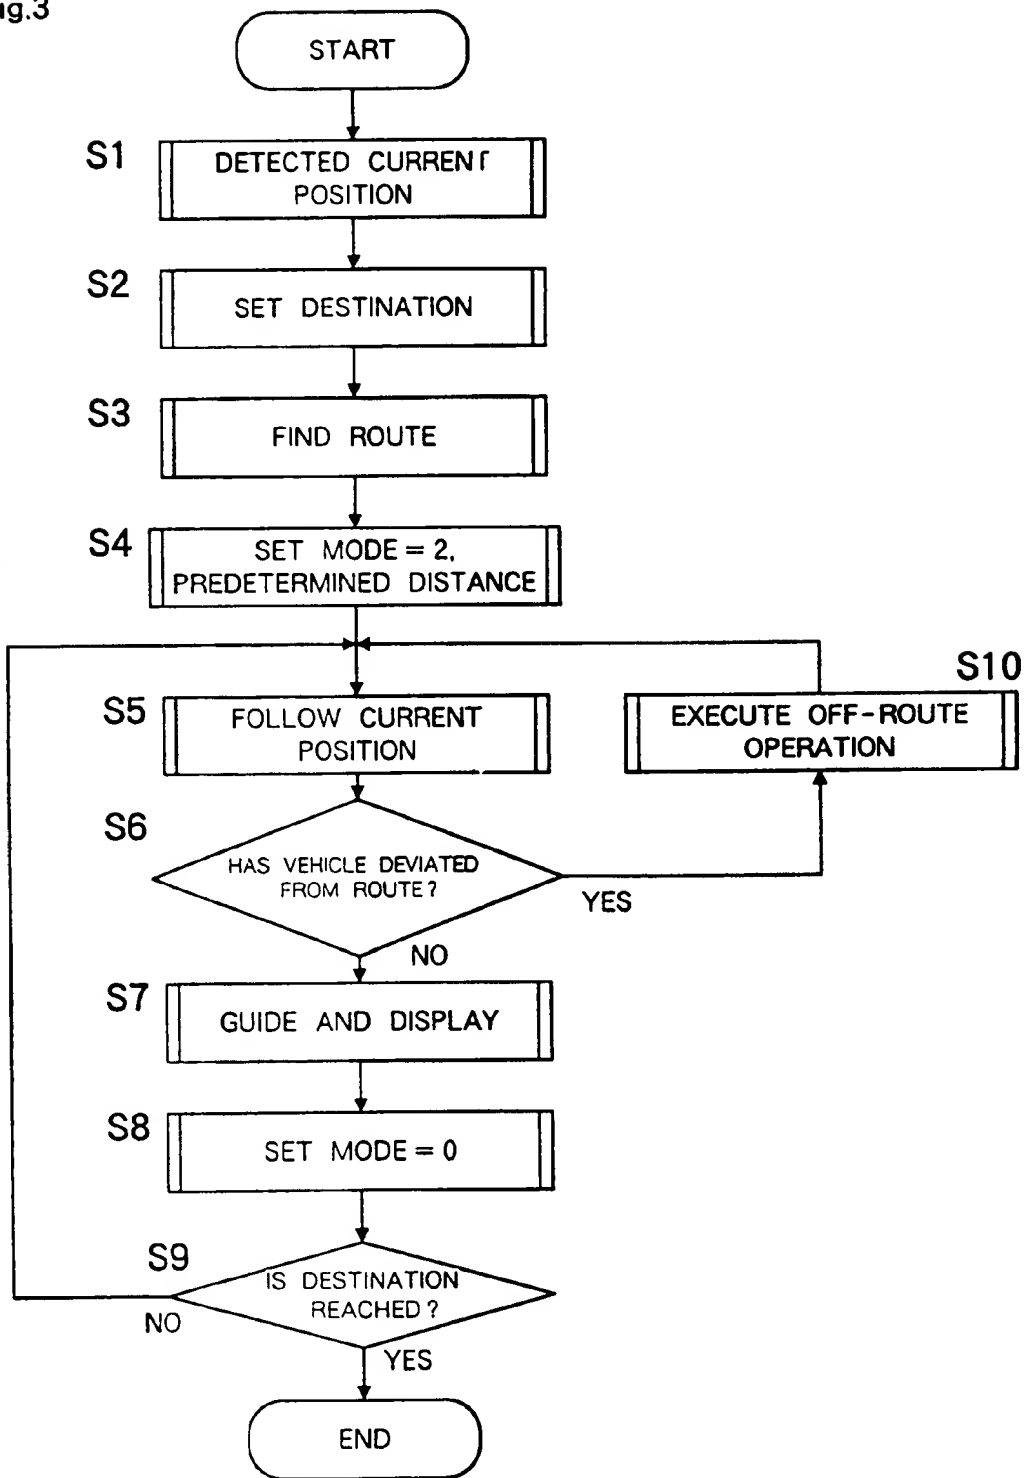 ig.3
START
S1
DETECTED CURRENT
POSITION
S2
SET DESTINATION
S3
FIND ROUTE
S4
SET MODE = 2,
PREDETERMINED DISTANCE
S10
S5
FOLLOW CURRENT
POSITION
EXECUTE OFF-ROUTE
OPERATION
S6
HAS VEHICLE DEVIATED
FROM ROUTE?
YES
NO
S7
GUIDE AND DISPLAY
S8
SET MODE = 0
S9
IS DESTINATION
REACHED?
NO
YES
END